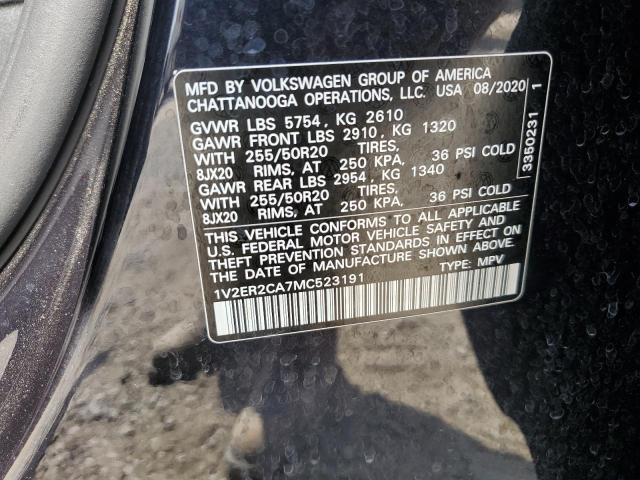 MFD BY VOLKSWAGEN GROUP OF AMERICA
CHATTANOOGA OPERATIONS, LLC. USA 08/2020
GVWR LBS 5754, KG 2610
GAWR FRONT LBS 2910, KG 1320
WITH 255/50R20 TIRES,
8JX20 RIMS, AT 250 KPA, 36 PSI COLD
GAWR REAR LBS 2954, KG 1340
WITH 255/50R20 TIRES,
8JX20 RIMS, AT 250 KPA, 36 PSI COLD
THIS VEHICLE CONFORMS TO ALL APPLICABLE
U.S. FEDERAL MOTOR VEHICLE SAFETY AND
THEFT PREVENTION STANDARDS IN EFFECT ON
THE DATE OF MANUFACTURE SHOWN ABOVE.
1V2ER2CA7MC523191 TYPE: MPV
3350231 1